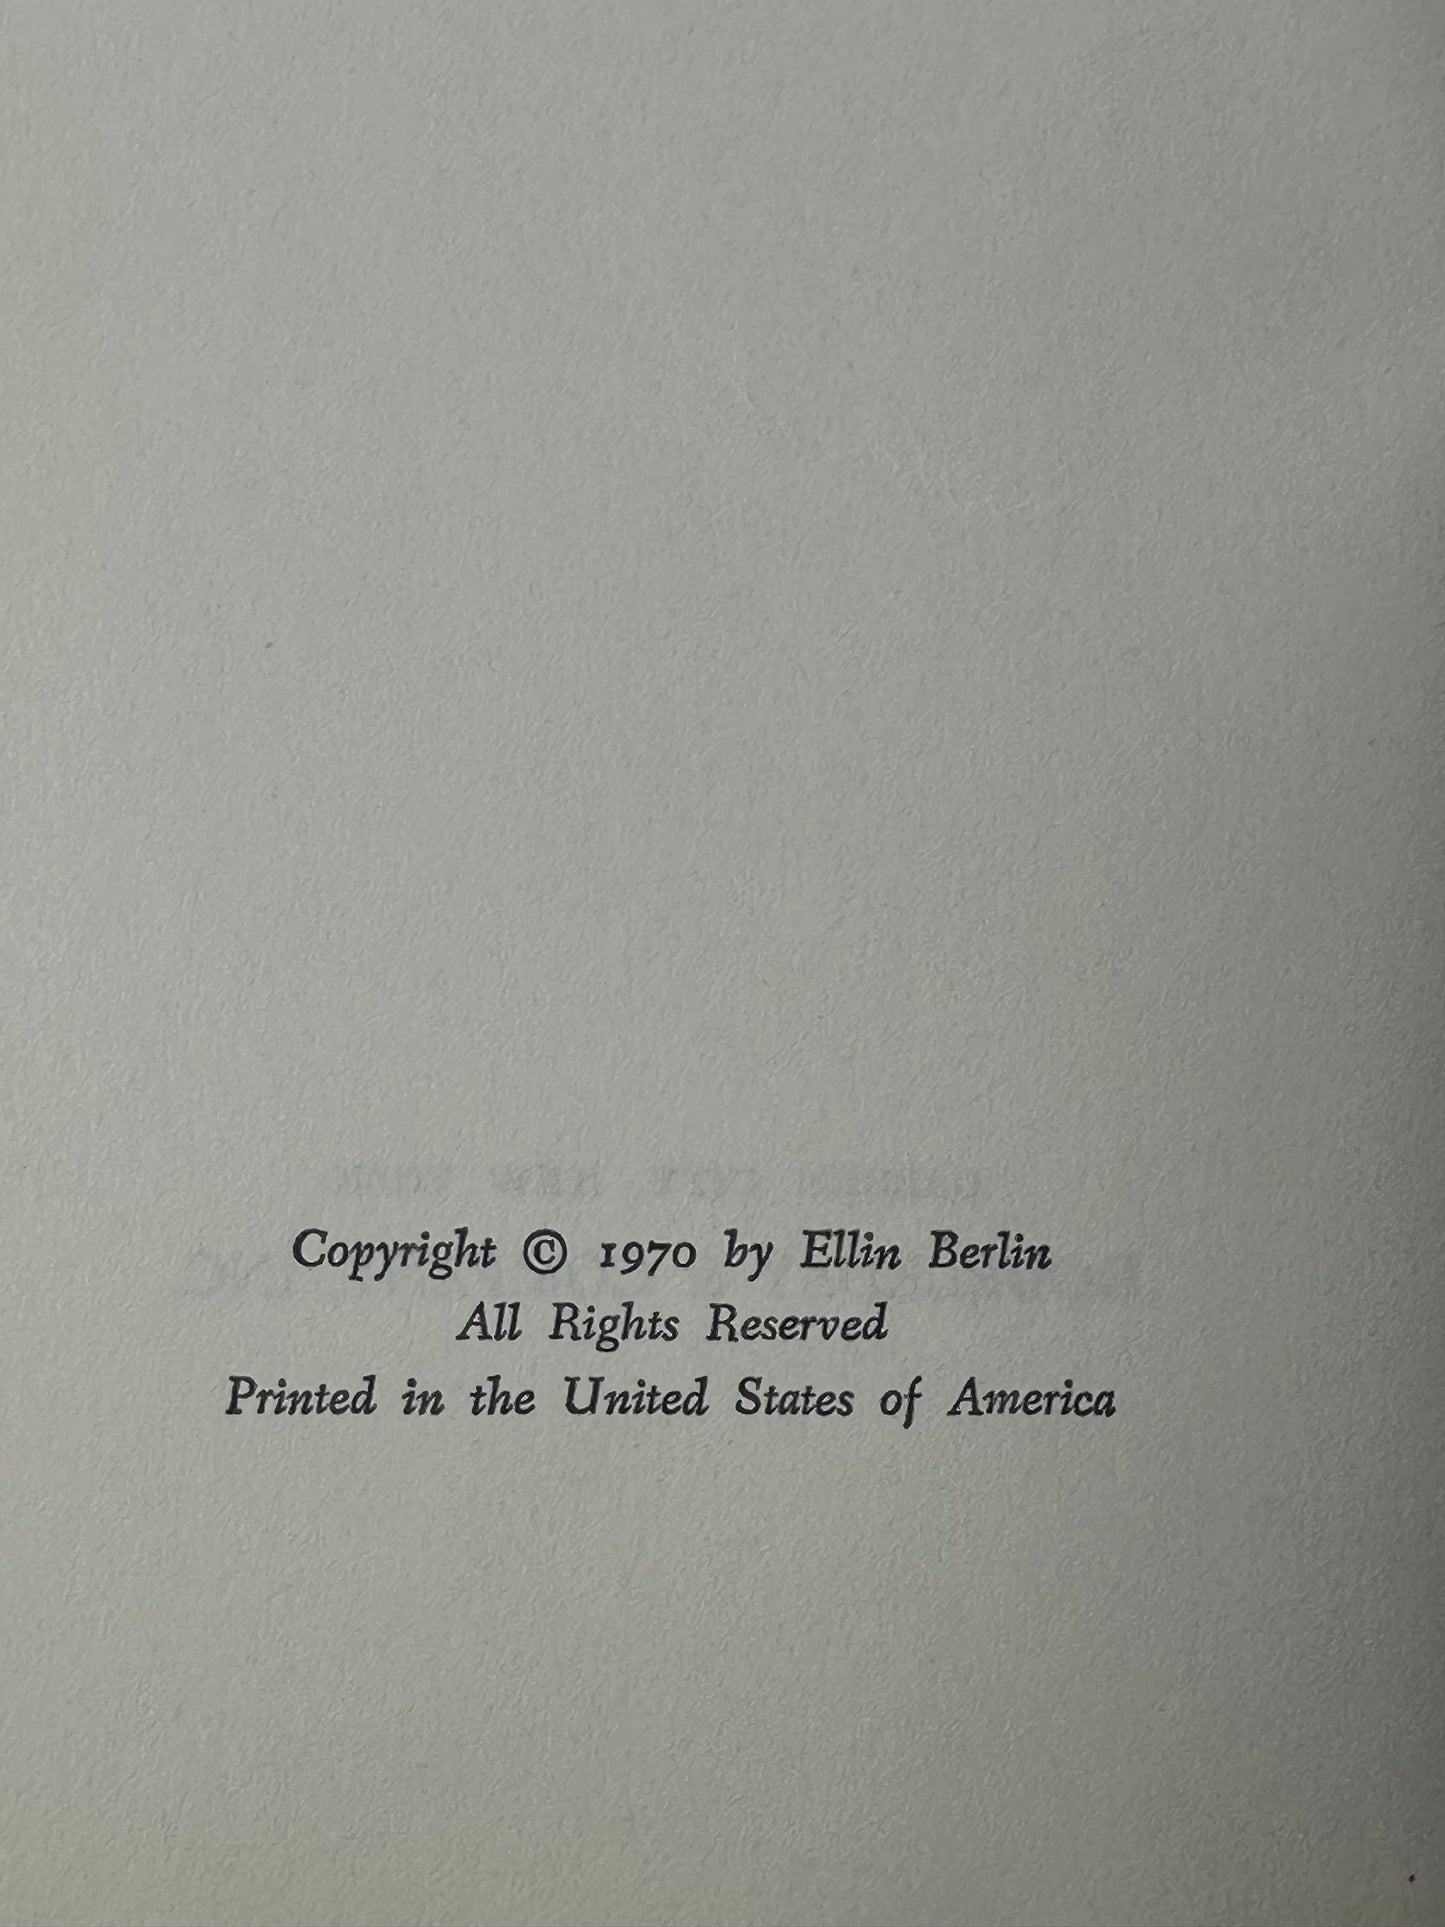 Copyright © 1970 by Ellin Berlin
All Rights Reserved
Printed in the United States of America